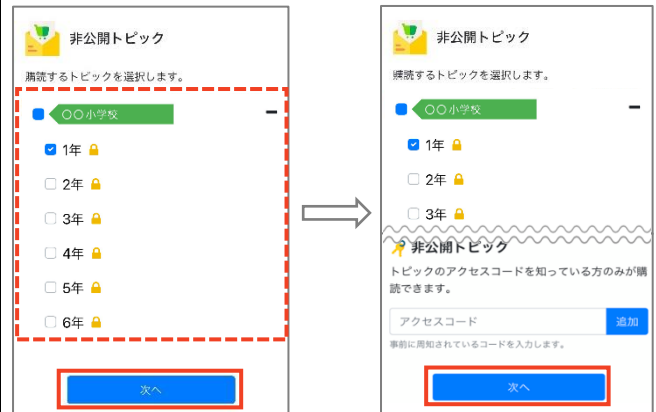 非公開トピック
購読するトピックを選択します。
〇〇小学校
1年
2年
3年
4年
5年
6年
次へ
非公開トピック
購読するトピックを選択します。
〇〇小学校
1年
2年
3年
非公開トピック
トピックのアクセスコードを知っている方のみが購
読できます。
アクセスコード
追加
事前に周知されているコードを入力します。
次へ